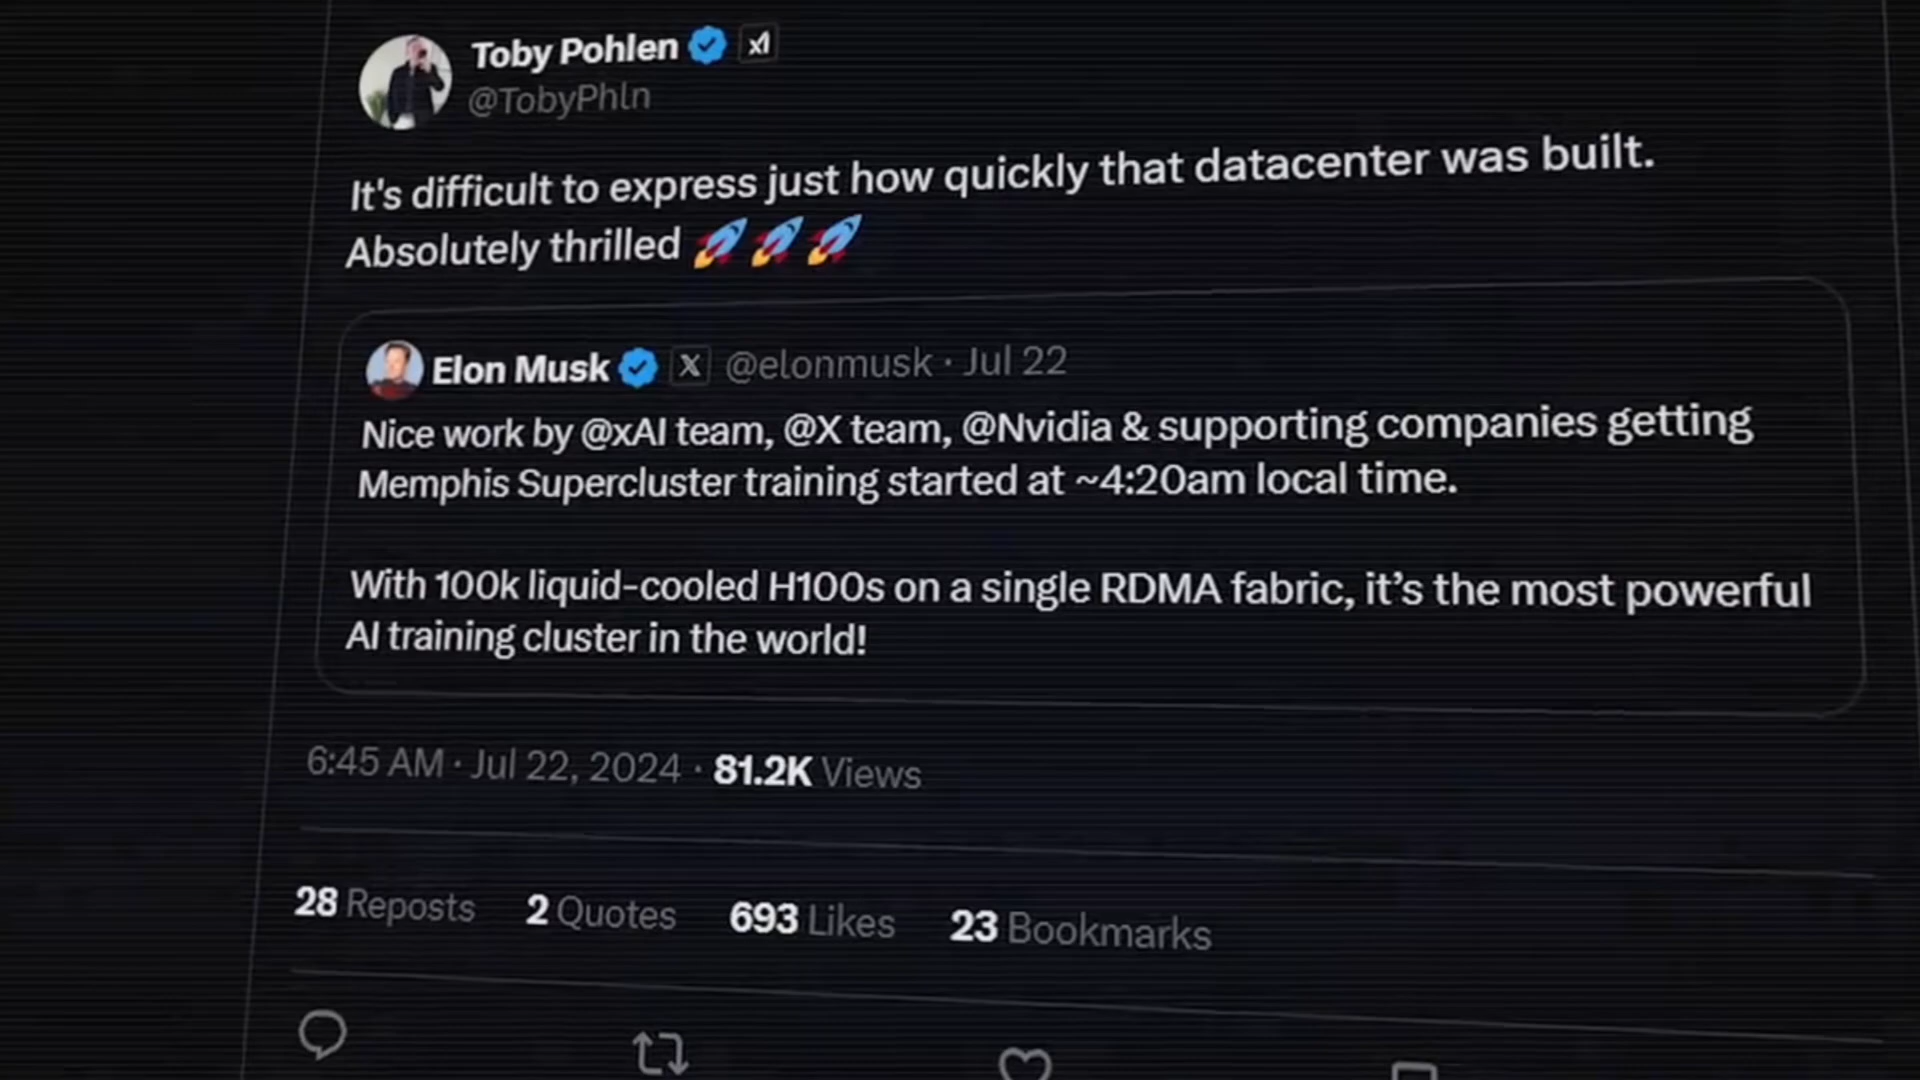 Toby Pohlen xI
@TobyPhln
It's difficult to express just how quickly that datacenter was built.
Absolutely thrilled 🚀🚀🚀
Elon Musk X @elonmusk · Jul 22
Nice work by @xAI team, @X team, @Nvidia & supporting companies getting
Memphis Supercluster training started at ~4:20am local time.
With 100k liquid-cooled H100s on a single RDMA fabric, it’s the most powerful
AI training cluster in the world!
6:45 AM · Jul 22, 2024 · 81.2K Views
28 Reposts 2 Quotes 693 Likes 23 Bookmarks